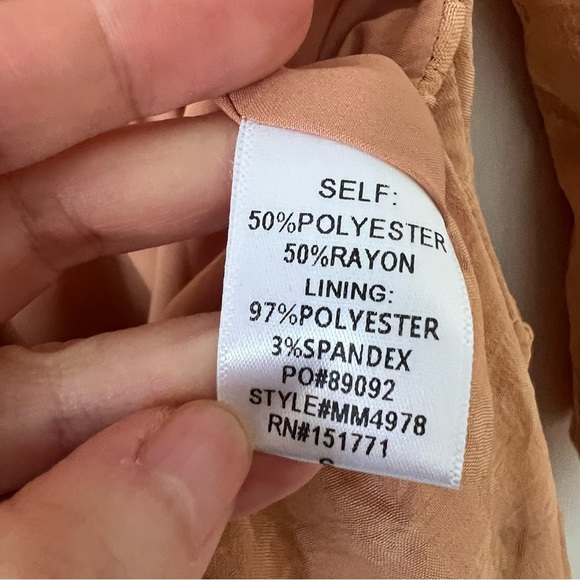 SELF:
50%POLYESTER
50%RAYON
LINING:
97%POLYESTER
3%SPANDEX
PO#89092
STYLE#MM4978
RN#151771